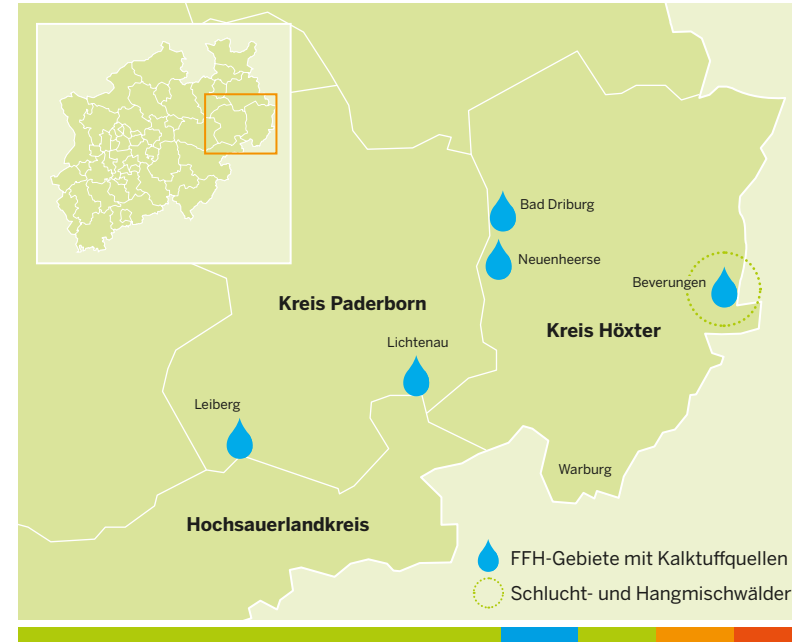 Bad Driburg
Neuenheerse
Beverungen
Kreis Paderborn
Kreis Höxter
Lichtenau
Leiberg
Warburg
Hochsauerlandkreis
FFH-Gebiete mit Kalktuffquellen
Schlucht- und Hangmischwälder